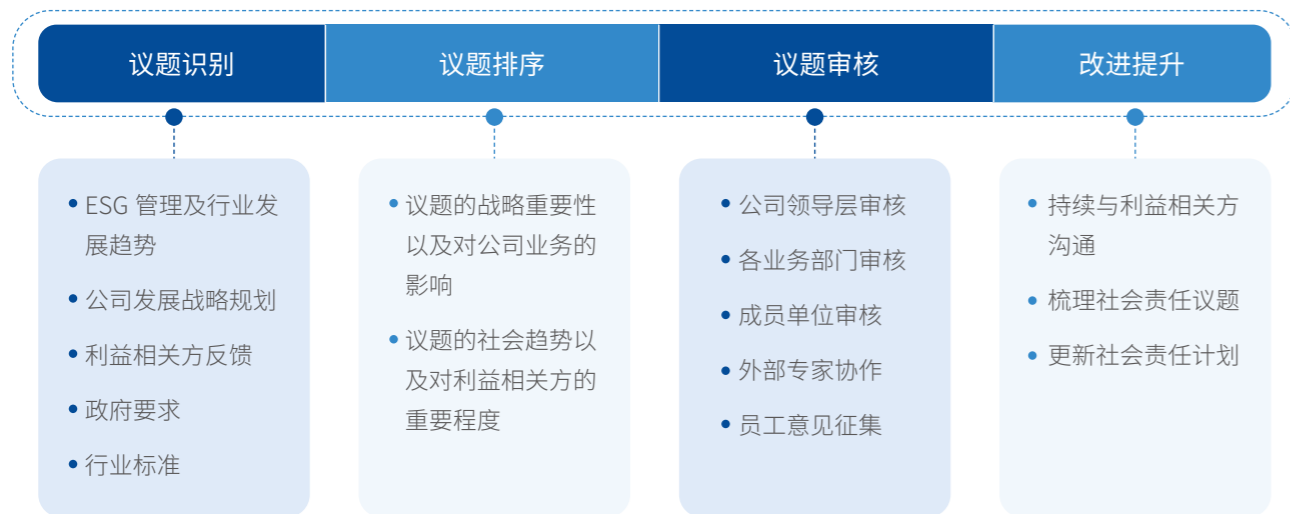 议题识别
议题排序
议题审核
改进提升
• ESG 管理及行业发
展趋势
• 公司发展战略规划
• 利益相关方反馈
• 政府要求
• 行业标准
• 议题的战略重要性
以及对公司业务的
影响
• 议题的社会趋势以
及对利益相关方的
重要程度
• 公司领导层审核
• 各业务部门审核
• 成员单位审核
• 外部专家协作
• 员工意见征集
• 持续与利益相关方
沟通
• 梳理社会责任议题
• 更新社会责任计划